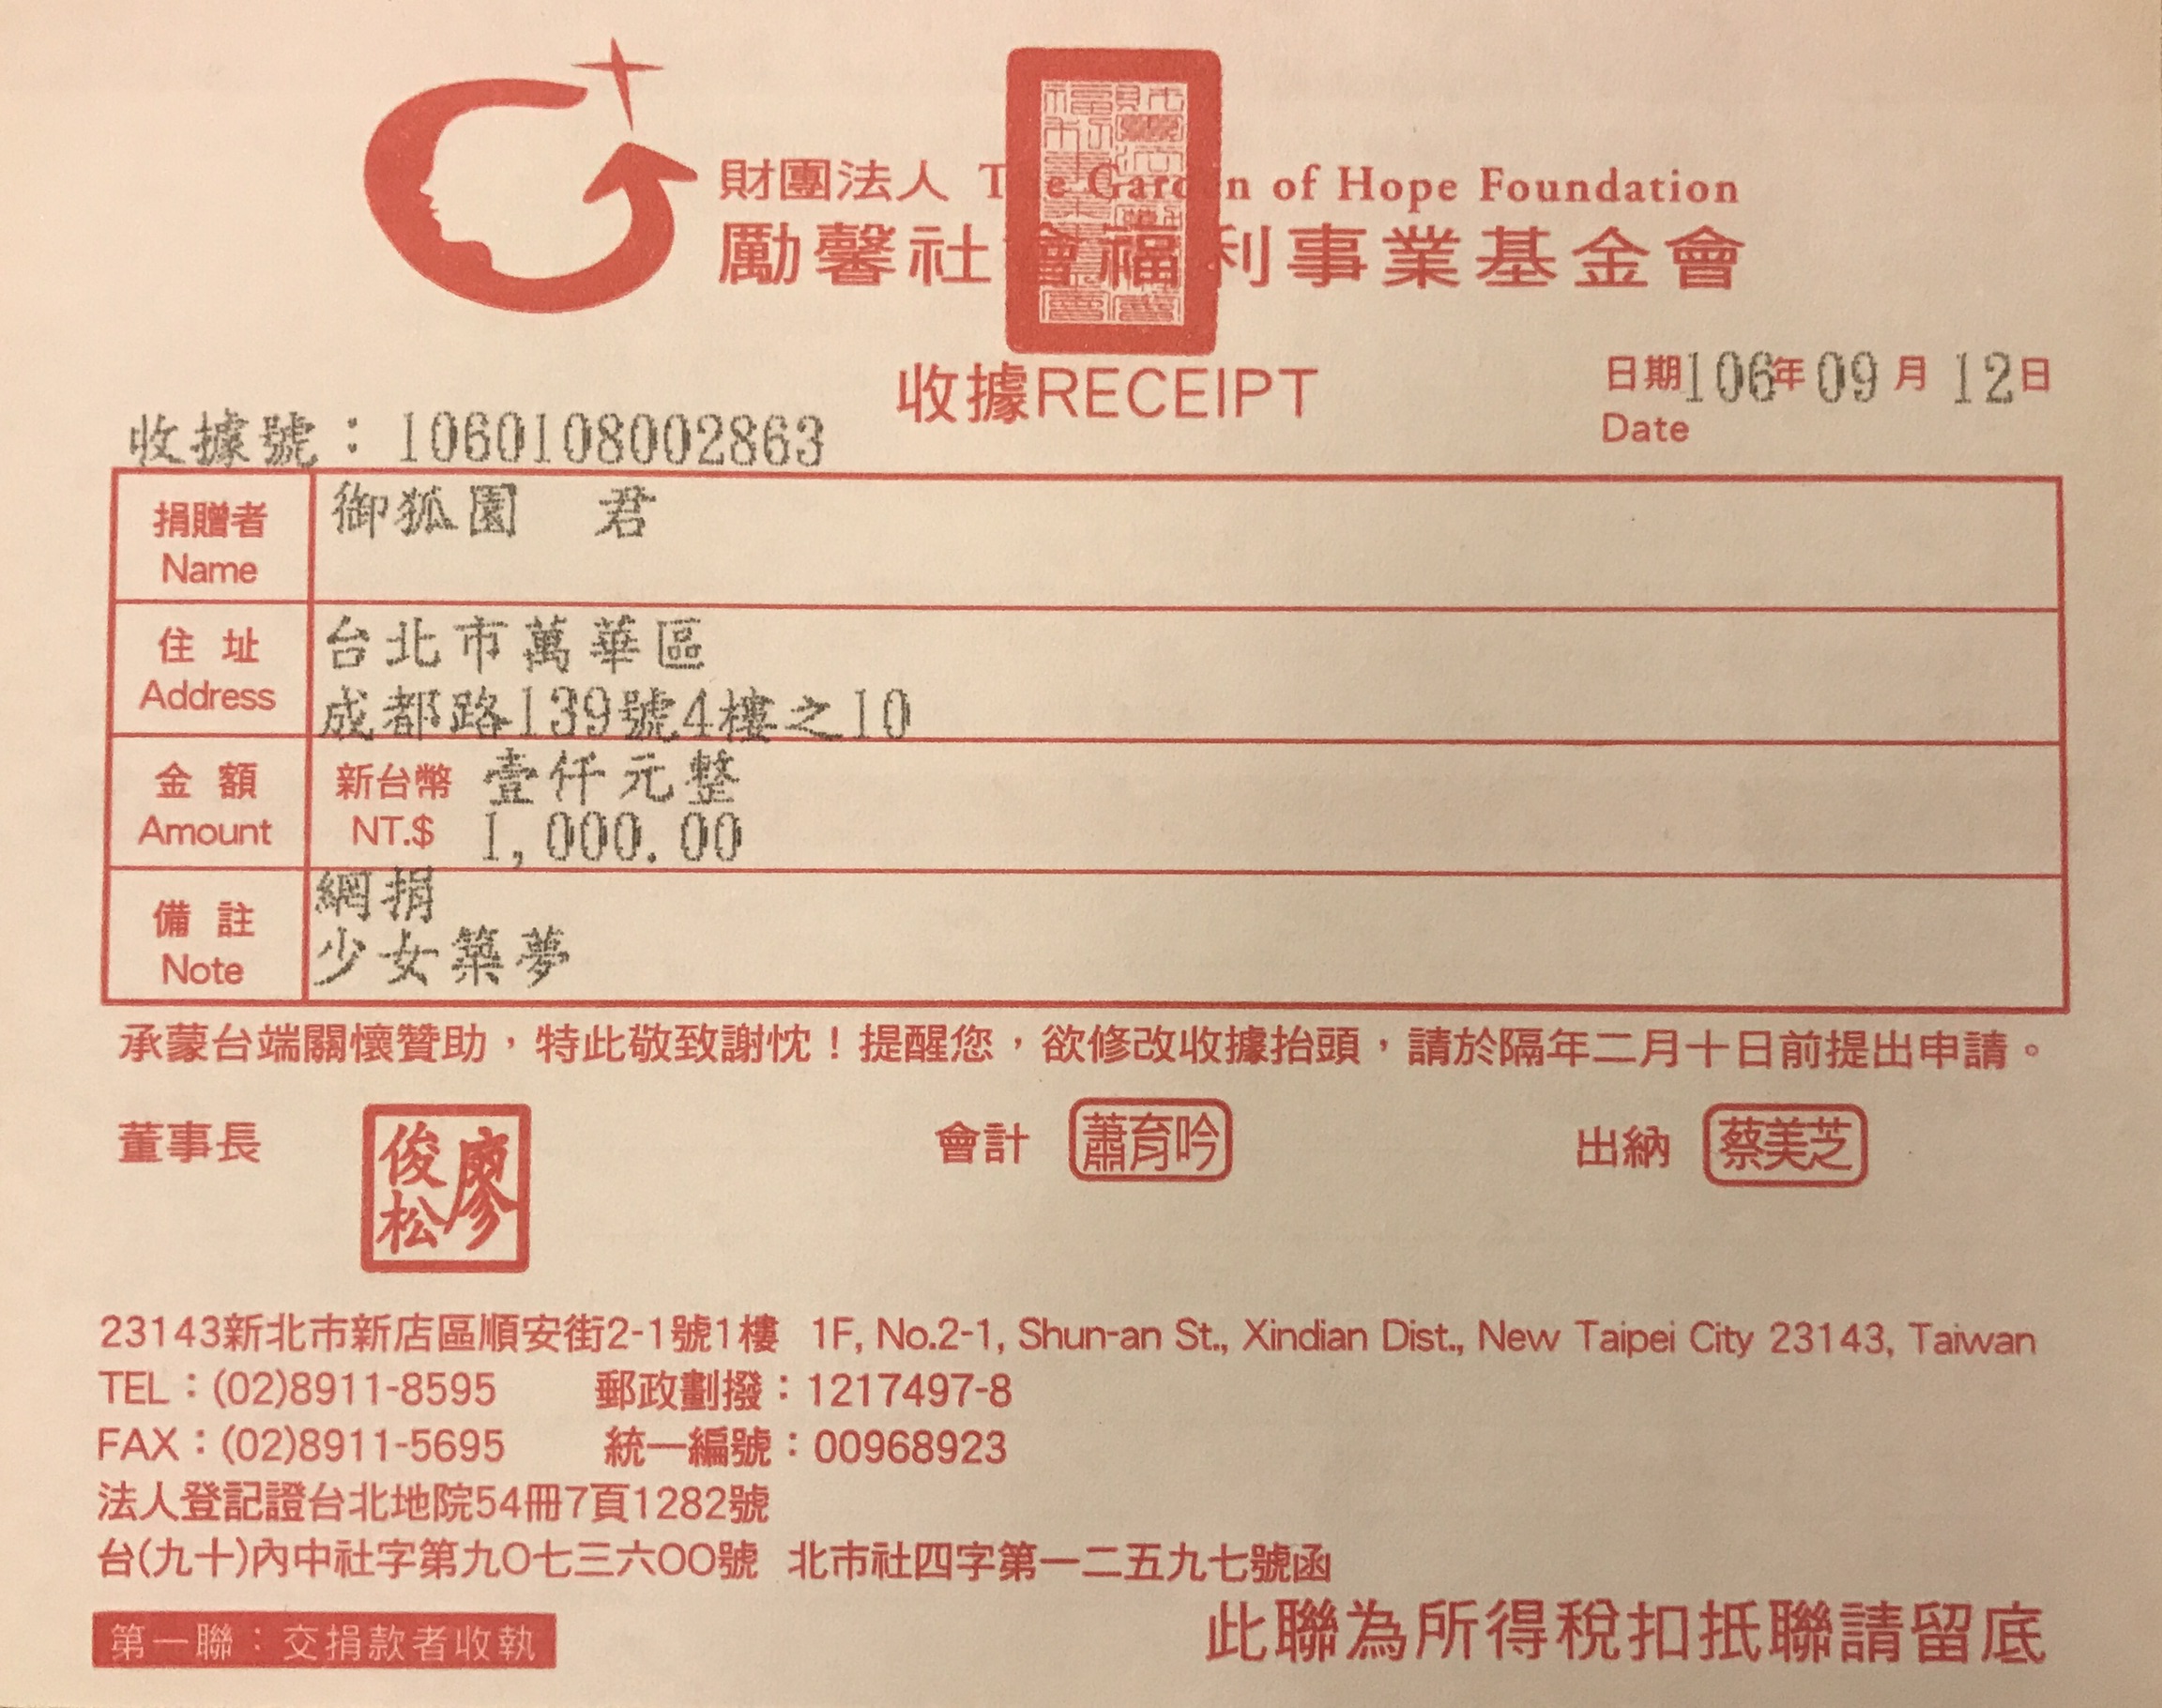 財團法人 The Garden of Hope Foundation
勵馨社會福利事業基金會
收據RECEIPT
日期106年09月12日
Date
收據號：1060108002863
捐贈者 御狐園 君
Name
住址 台北市萬華區
Address 成都路139號4樓之10
金額 新台幣 壹仟元整
Amount NT.$ 1,000.00
備註 網捐
Note 少女築夢
承蒙台端關懷贊助，特此敬致謝忱！提醒您，欲修改收據抬頭，請於隔年二月十日前提出申請。
董事長 廖俊松 會計 蕭育吟 出納 蔡美芝
23143新北市新店區順安街2-1號1樓 1F, No.2-1, Shun-an St., Xindian Dist., New Taipei City 23143, Taiwan
TEL：(02)8911-8595 郵政劃撥：1217497-8
FAX：(02)8911-5695 統一編號：00968923
法人登記證台北地院54冊7頁1282號
台(九十)內中社字第九0七三六00號 北市社四字第一二五九七號函
第一聯：交捐款者收執
此聯為所得稅扣抵聯請留底